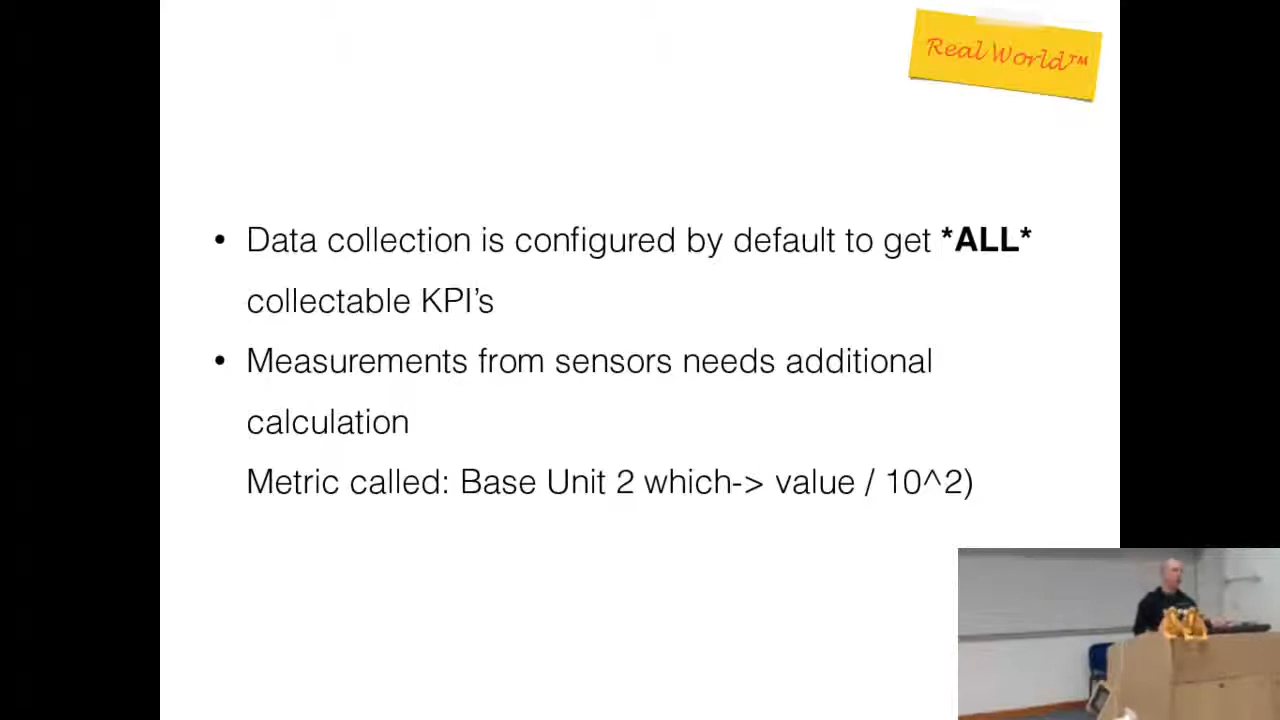 Real World™
• Data collection is configured by default to get *ALL*
collectable KPI’s
• Measurements from sensors needs additional
calculation
Metric called: Base Unit 2 which-> value / 10^2)